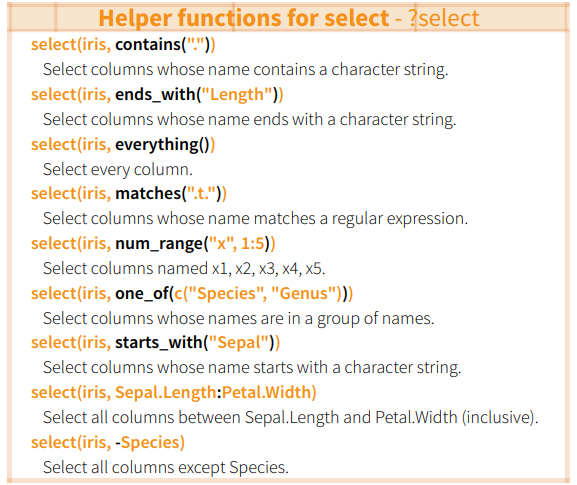 Helper functions for select - ?select
select(iris, contains("."))
Select columns whose name contains a character string.
select(iris, ends_with("Length"))
Select columns whose name ends with a character string.
select(iris, everything())
Select every column.
select(iris, matches(".t."))
Select columns whose name matches a regular expression.
select(iris, num_range("x", 1:5))
Select columns named x1, x2, x3, x4, x5.
select(iris, one_of(c("Species", "Genus")))
Select columns whose names are in a group of names.
select(iris, starts_with("Sepal"))
Select columns whose name starts with a character string.
select(iris, Sepal.Length:Petal.Width)
Select all columns between Sepal.Length and Petal.Width (inclusive).
select(iris, -Species)
Select all columns except Species.